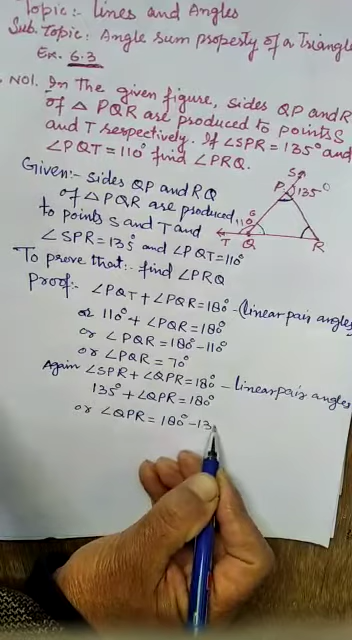 Topic:- Lines and Angles
Sub. Topic: Angle sum property of a Triangle
Ex. 6.3
No1. In the given figure, sides QP and R
of △ PQR are produced to points S
and T respectively. If ∠SPR = 135° and
∠PQT = 110° find ∠PRQ.
Given:- sides QP and RQ
of △PQR are produced
to points S and T and
∠SPR = 135° and ∠PQT = 110°
S
P
135°
110°
T
Q
R
To prove that:- find ∠PRQ
Proof:- ∠PQT + ∠PQR = 180° - (linear pair angles
or 110° + ∠PQR = 180°
or ∠PQR = 180° - 110°
or ∠PQR = 70°
Again ∠SPR + ∠QPR = 180° - linear pair angles
135° + ∠QPR = 180°
or ∠QPR = 180° - 13